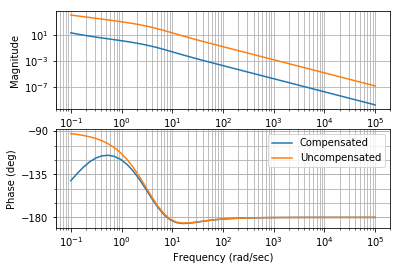 Magnitude
10¹
10⁻³
10⁻⁷
10⁻¹ 10⁰ 10¹ 10² 10³ 10⁴ 10⁵
Phase (deg)
−90
−135
−180
Compensated
Uncompensated
10⁻¹ 10⁰ 10¹ 10² 10³ 10⁴ 10⁵
Frequency (rad/sec)